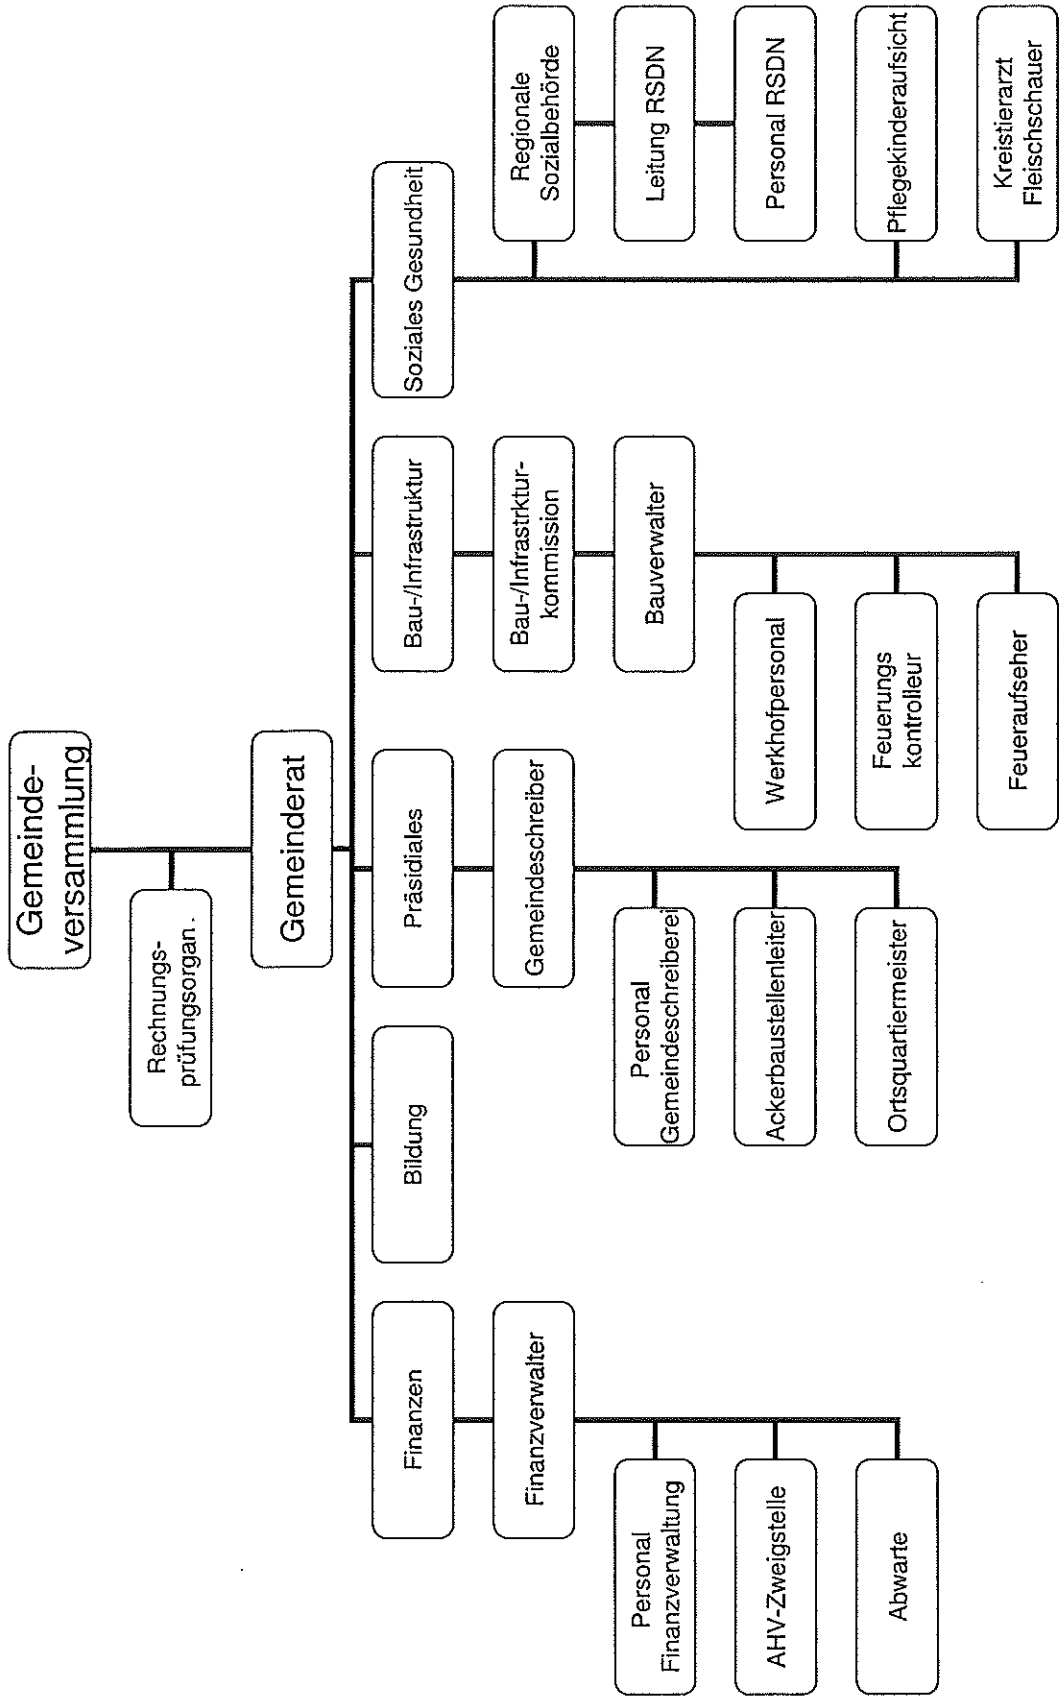 Gemeinde-
versammlung
Rechnungs-
prüfungsorgan .
Gemeinderat
Finanzen
Bildung
Präsidiales
Bau-/Infrastruktur
Soziales Gesundheit
Finanzverwalter
Gemeindeschreiber
Bau-/Infrastrktur-
kommission
Regionale
Sozialbehörde
Personal
Finanzverwaltung
Personal
Gemeindeschreiberei
Bauverwalter
Leitung RSDN
AHV-Zweigstelle
Ackerbaustellenleiter
Werkhofpersonal
Personal RSDN
Abwarte
Ortsquartiermeister
Feuerungs
kontrolleur
Pflegekinderaufsicht
Feueraufseher
Kreistierarzt
Fleischschauer